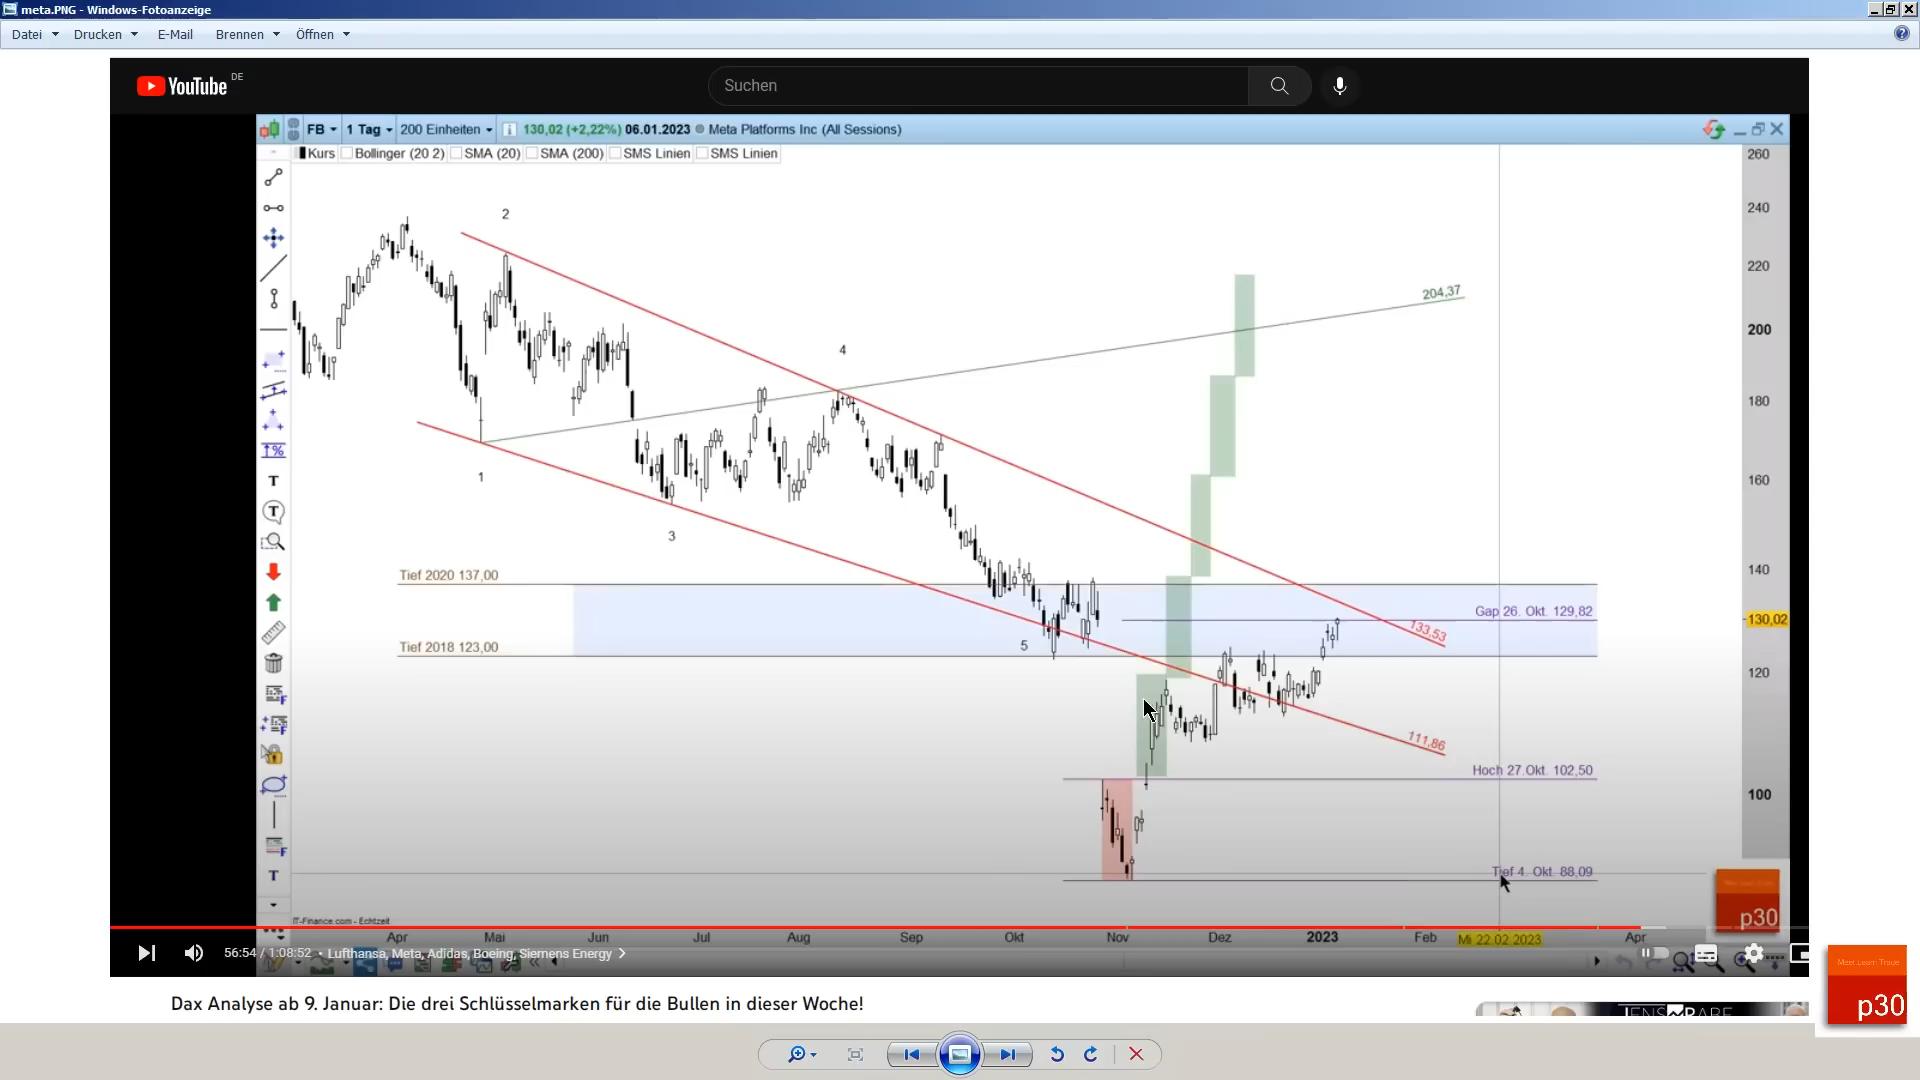 meta.PNG - Windows-Fotoanzeige
Datei Drucken E-Mail Brennen Öffnen
YouTube DE
Suchen
FB 1 Tag 200 Einheiten 130,02 (+2,22%) 06.01.2023 Meta Platforms Inc (All Sessions)
Kurs Bollinger (20 2) SMA (20) SMA (200) SMS Linien SMS Linien
260
2
240
220
204,37
200
4
180
1
160
3
Tief 2020 137,00
140
Gap 26. Okt. 129,82
130,02
133,53
Tief 2018 123,00
5
120
111,86
Hoch 27.Okt. 102,50
100
Tief 4. Okt. 88,09
IT-Finance.com - Echtzeit
p30
Apr Mai Jun Jul Aug Sep Okt Nov Dez 2023 Feb Mi 22.02.2023 Apr
56:54 / 1:08:52 • Lufthansa, Meta, Adidas, Boeing, Siemens Energy
Meet.Learn.Trade
p30
Dax Analyse ab 9. Januar: Die drei Schlüsselmarken für die Bullen in dieser Woche!